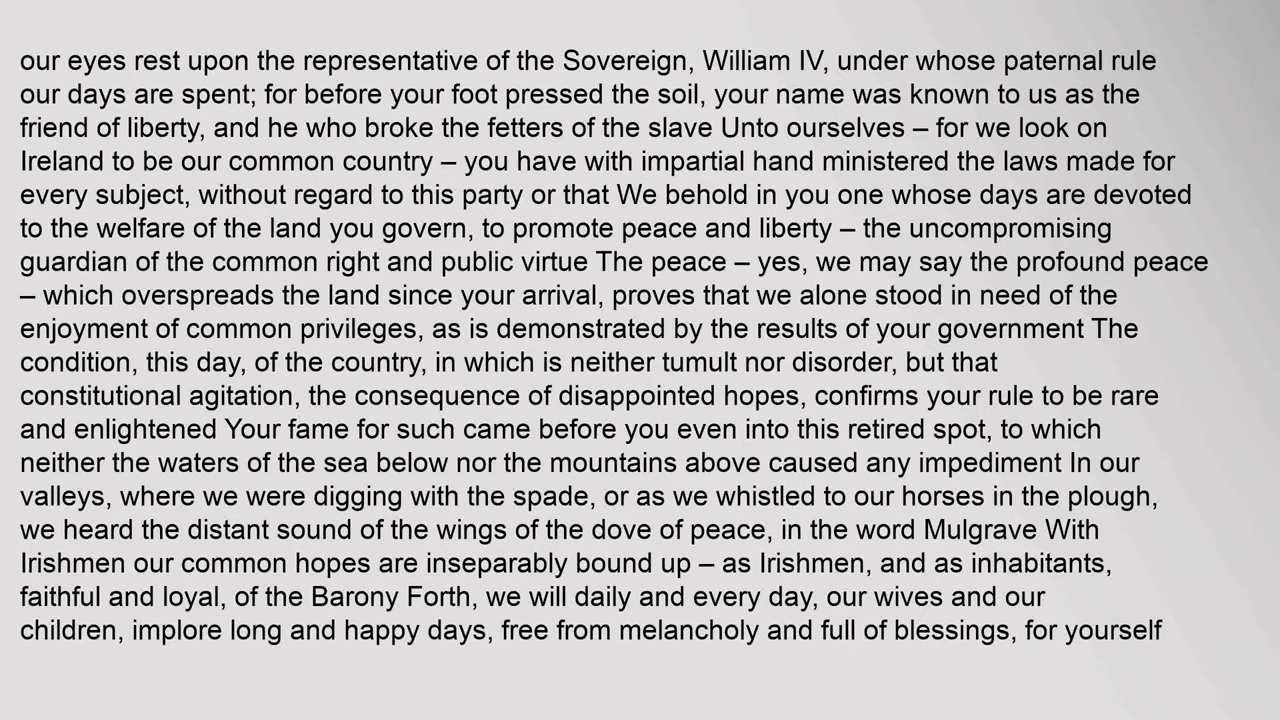 our eyes rest upon the representative of the Sovereign, William IV, under whose paternal rule
our days are spent; for before your foot pressed the soil, your name was known to us as the
friend of liberty, and he who broke the fetters of the slave Unto ourselves – for we look on
Ireland to be our common country – you have with impartial hand ministered the laws made for
every subject, without regard to this party or that We behold in you one whose days are devoted
to the welfare of the land you govern, to promote peace and liberty – the uncompromising
guardian of the common right and public virtue The peace – yes, we may say the profound peace
– which overspreads the land since your arrival, proves that we alone stood in need of the
enjoyment of common privileges, as is demonstrated by the results of your government The
condition, this day, of the country, in which is neither tumult nor disorder, but that
constitutional agitation, the consequence of disappointed hopes, confirms your rule to be rare
and enlightened Your fame for such came before you even into this retired spot, to which
neither the waters of the sea below nor the mountains above caused any impediment In our
valleys, where we were digging with the spade, or as we whistled to our horses in the plough,
we heard the distant sound of the wings of the dove of peace, in the word Mulgrave With
Irishmen our common hopes are inseparably bound up – as Irishmen, and as inhabitants,
faithful and loyal, of the Barony Forth, we will daily and every day, our wives and our
children, implore long and happy days, free from melancholy and full of blessings, for yourself